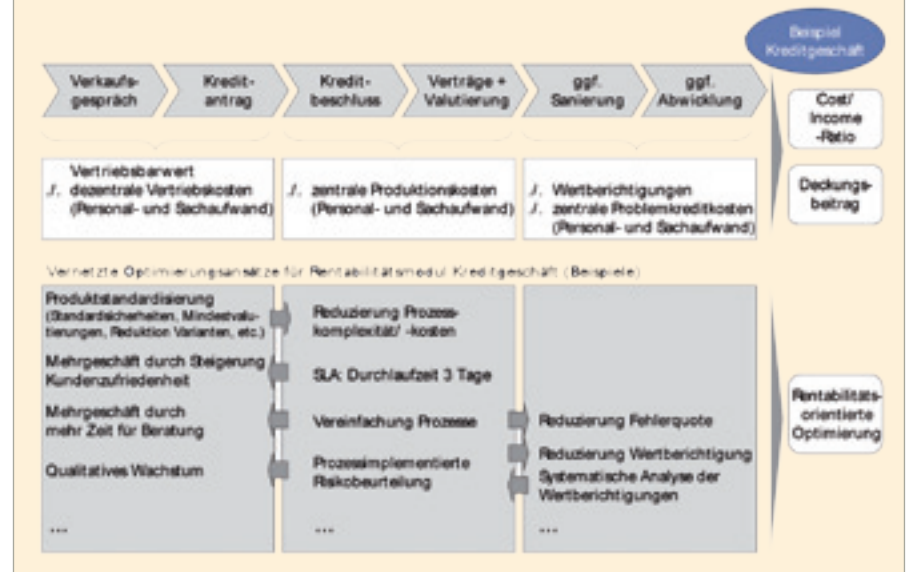 Beispiel
Kreditgeschäft
Verkaufs-
gespräch
Kredit-
antrag
Kredit-
beschluss
Verträge +
Valutierung
ggf.
Sanierung
ggf.
Abwicklung
Cost/
Income
-Ratio
Vertriebsbarwert
./. dezentrale Vertriebskosten
(Personal- und Sachaufwand)
./. zentrale Produktionskosten
(Personal- und Sachaufwand)
./. Wertberichtigungen
./. zentrale Problemkreditkosten
(Personal- und Sachaufwand)
Deckungs-
beitrag
Vernetzte Optimierungsansätze für Rentabilitätsmodul Kreditgeschäft (Beispiele)
Produktstandardisierung
(Standardsicherheiten, Mindestvalu-
tierungen, Reduktion Varianten, etc.)
Mehrgeschäft durch Steigerung
Kundenzufriedenheit
Mehrgeschäft durch
mehr Zeit für Beratung
Qualitatives Wachstum
...
Reduzierung Prozess-
komplexität/ -kosten
SLA: Durchlaufzeit 3 Tage
Vereinfachung Prozesse
Prozessimplementierte
Risikobeurteilung
...
Reduzierung Fehlerquote
Reduzierung Wertberichtigung
Systematische Analyse der
Wertberichtigungen
...
Rentabilitäts-
orientierte
Optimierung